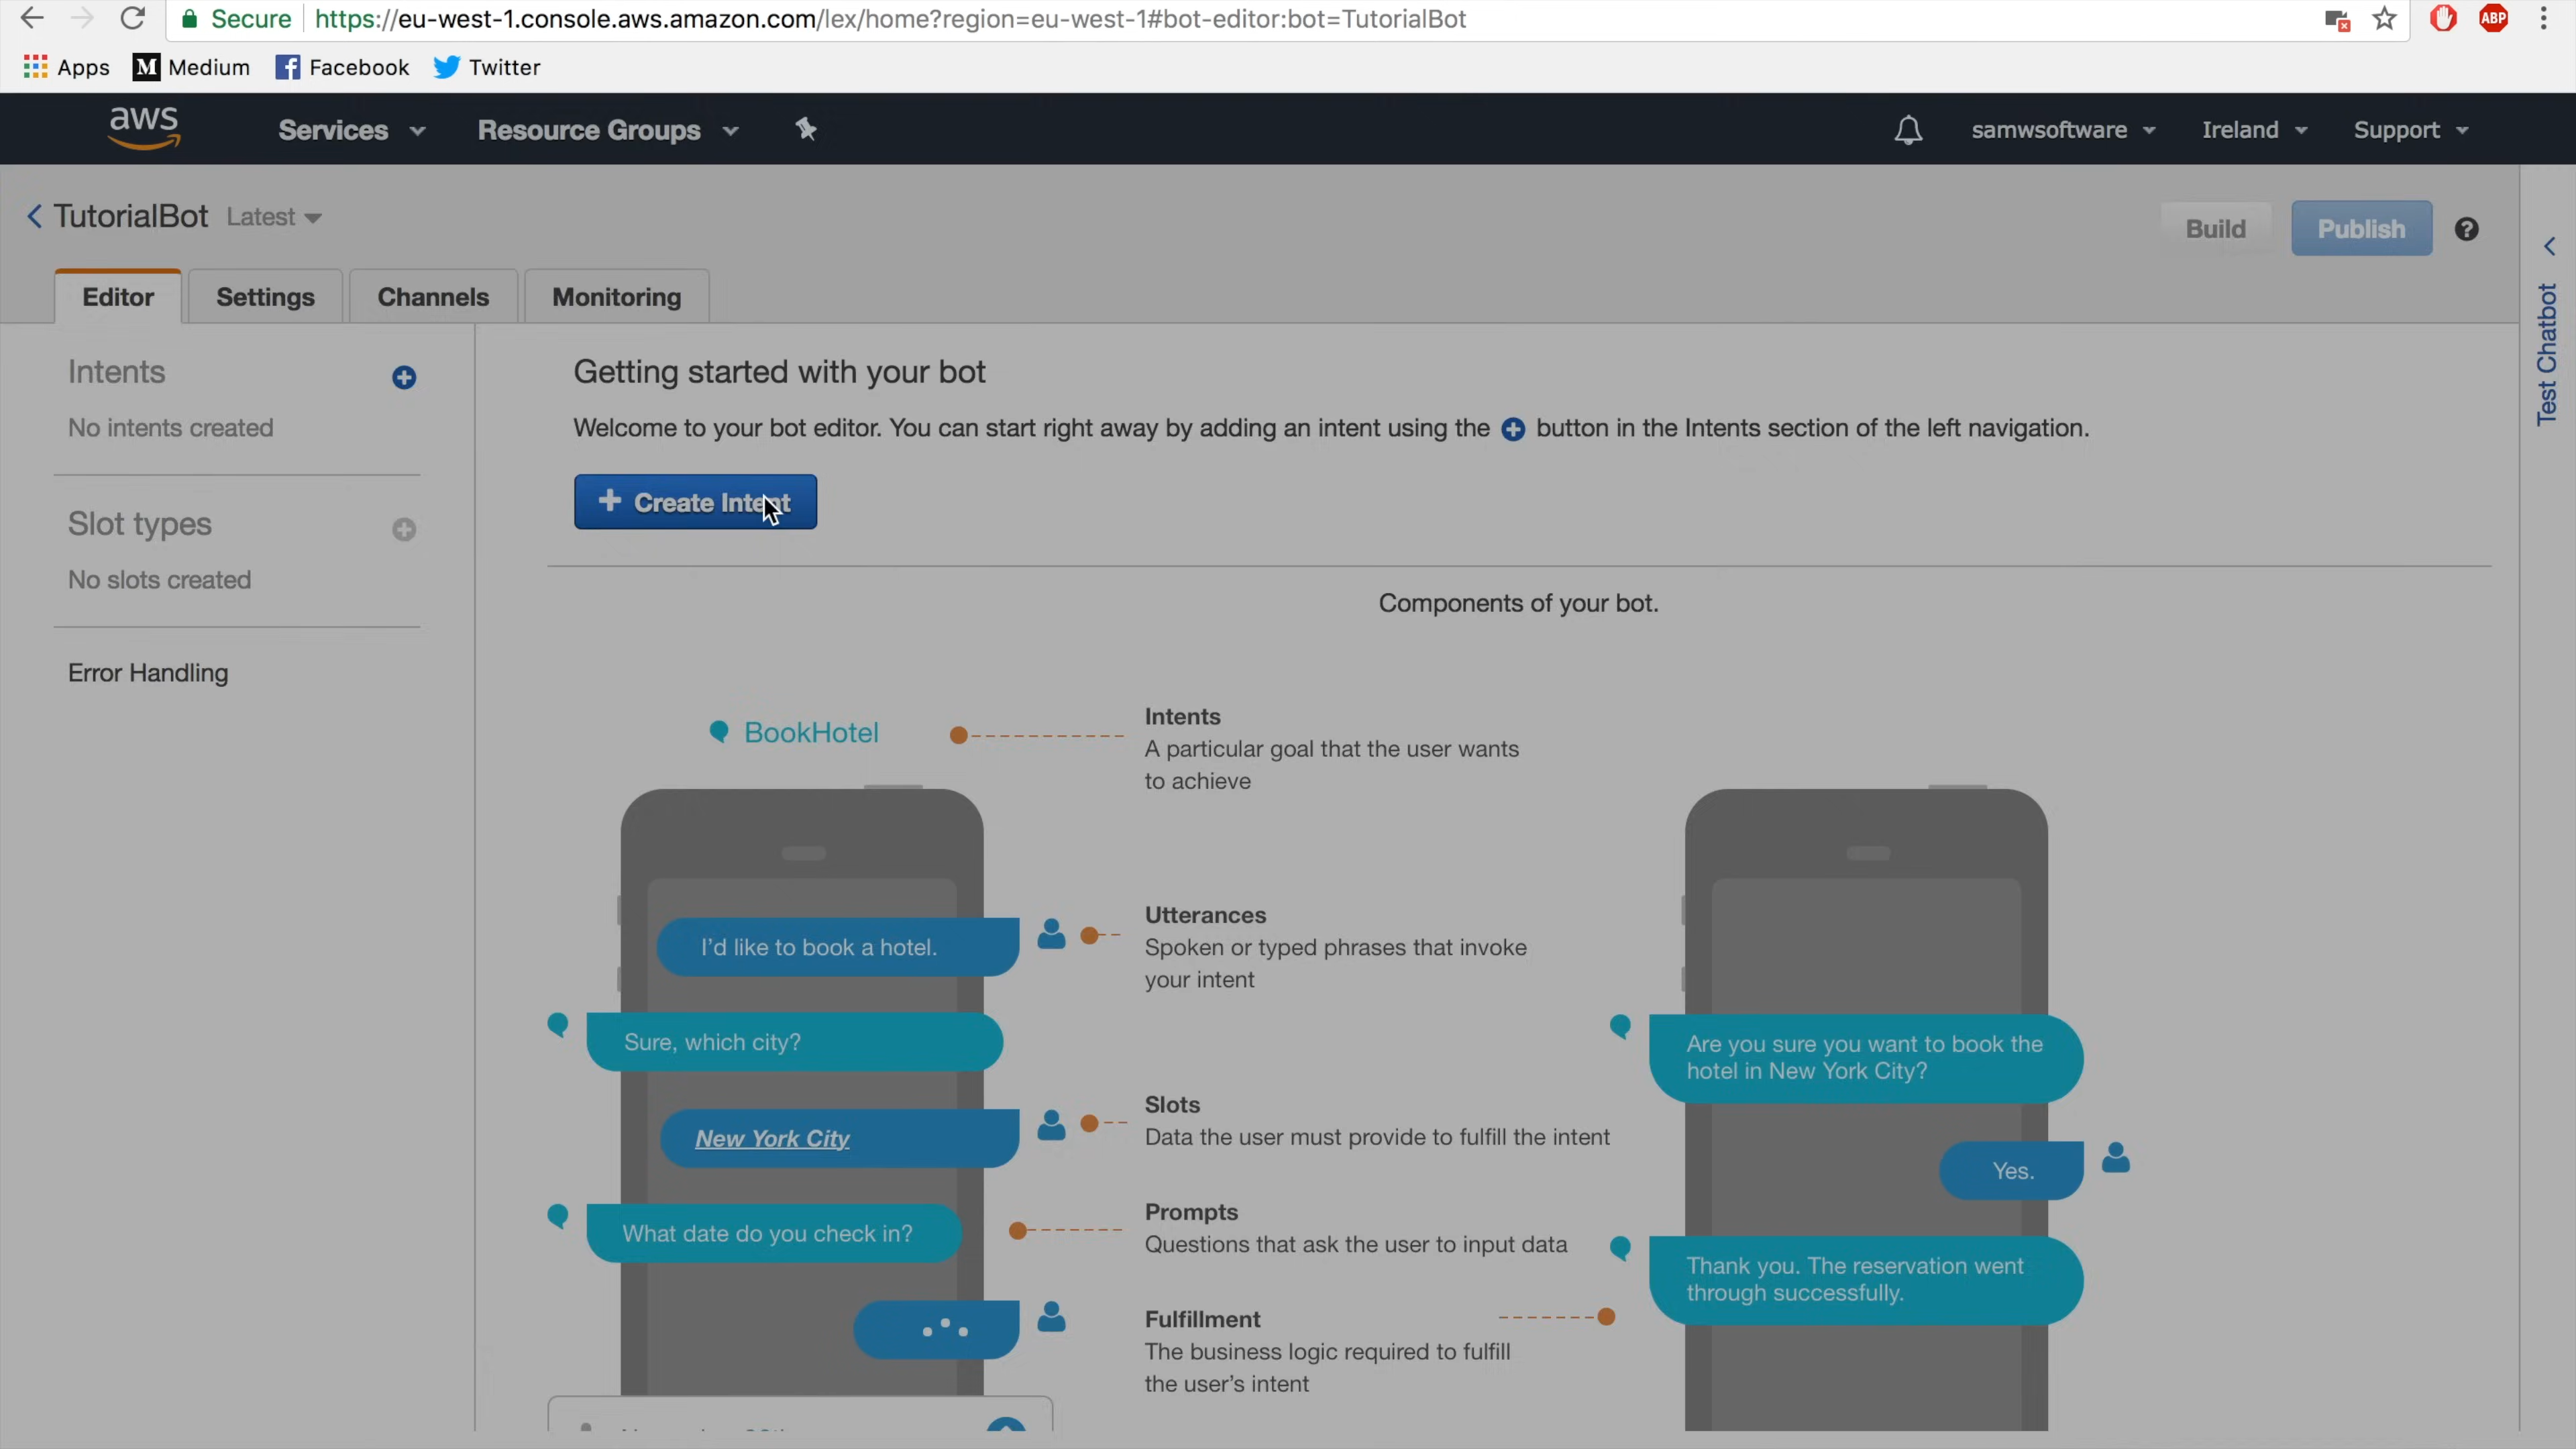 Secure https://eu-west-1.console.aws.amazon.com/lex/home?region=eu-west-1#bot-editor:bot=TutorialBot ABP
Apps M Medium Facebook Twitter
aws Services Resource Groups samwsoftware Ireland Support
TutorialBot Latest Build Publish ?
Editor Settings Channels Monitoring
Test Chatbot
Intents
No intents created
Slot types
No slots created
Error Handling
Getting started with your bot
Welcome to your bot editor. You can start right away by adding an intent using the + button in the Intents section of the left navigation.
+ Create Intent
Components of your bot.
BookHotel
I'd like to book a hotel.
Sure, which city?
New York City
What date do you check in?
Intents
A particular goal that the user wants
to achieve
Utterances
Spoken or typed phrases that invoke
your intent
Slots
Data the user must provide to fulfill the intent
Prompts
Questions that ask the user to input data
Fulfillment
The business logic required to fulfill
the user's intent
Are you sure you want to book the
hotel in New York City?
Yes.
Thank you. The reservation went
through successfully.